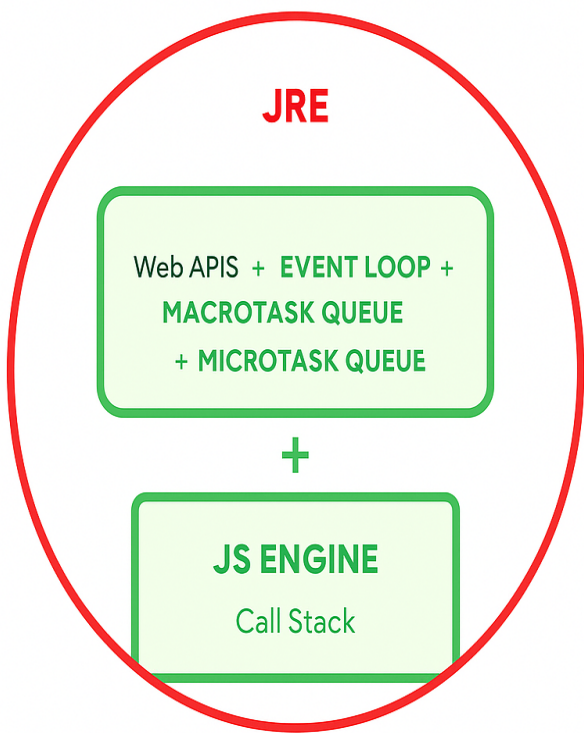 JRE
Web APIS + EVENT LOOP +
MACROTASK QUEUE
+ MICROTASK QUEUE
+
JS ENGINE
Call Stack